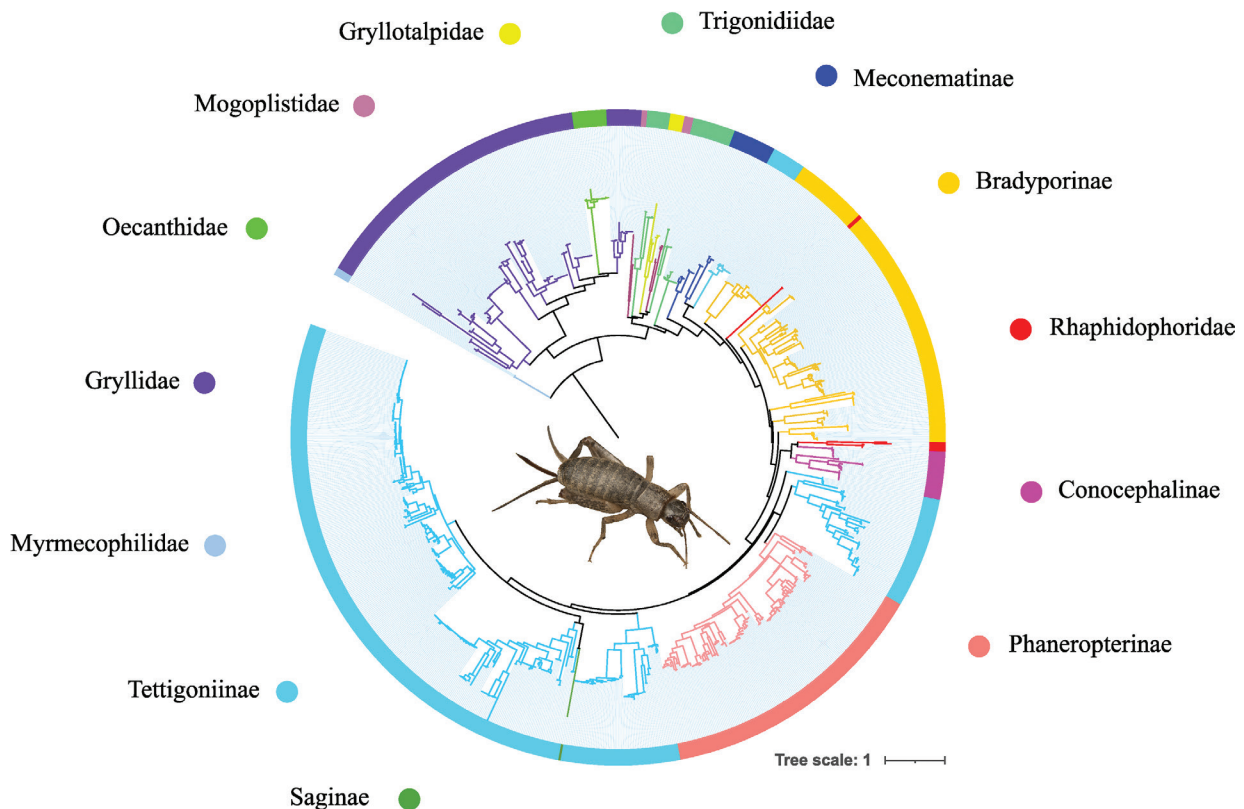 Gryllotalpidae
Trigonidiidae
Meconematinae
Mogoplistidae
Bradyporinae
Oecanthidae
Rhaphidophoridae
Gryllidae
Conocephalinae
Myrmecophilidae
Phaneropterinae
Tettigoniinae
Tree scale: 1
Saginae